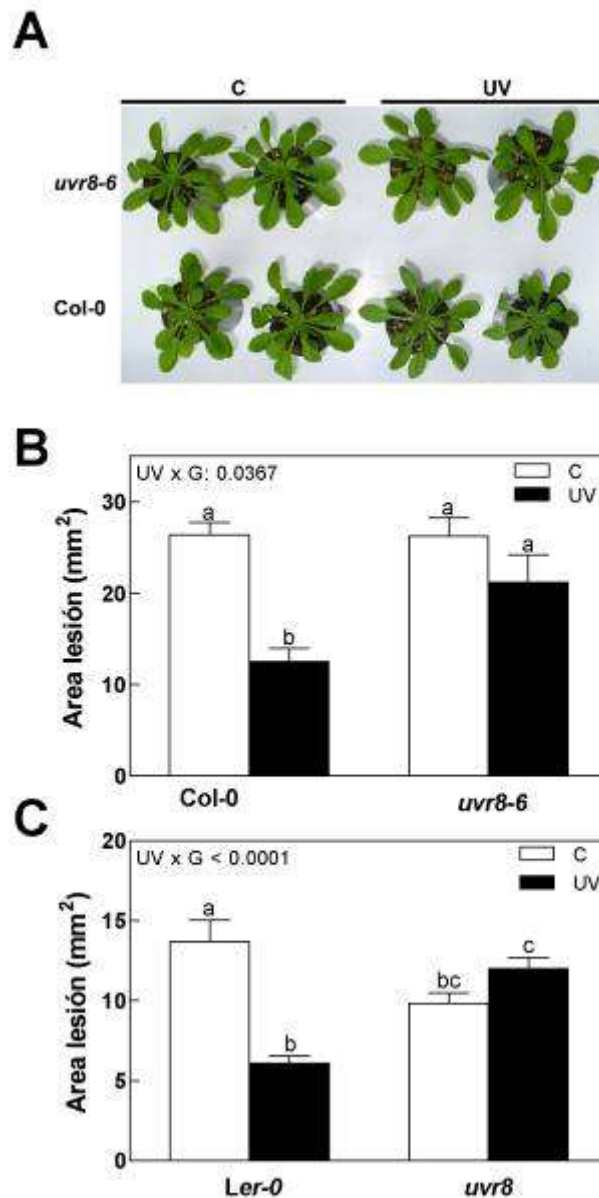 A
C UV
uvr8-6
Col-0
B
UV x G: 0.0367
C
UV
Area lesión (mm2)
30
20
10
0
a
b
a
a
Col-0 uvr8-6
C
UV x G < 0.0001
C
UV
Area lesión (mm2)
20
15
10
5
0
a
b
bc
c
Ler-0 uvr8